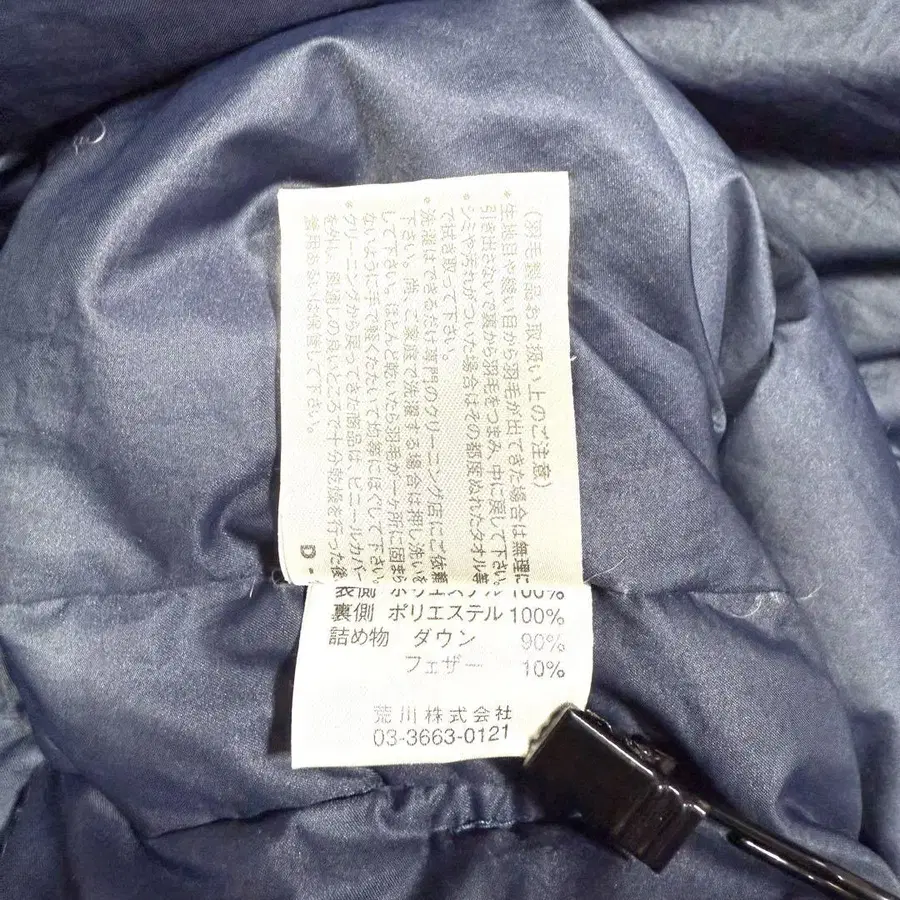 (羽毛製品お取扱い上のご注意)
*生地目や縫い目から羽毛が出てきた場合は無理に
引き出さないで裏から羽毛をつまみ、中に戻して下さい。
*シミや汚れがついた場合はその都度ぬれたタオル等
で拭き取って下さい。
*洗濯はできるだけ専門のクリーニング店にご依頼
下さい。尚、ご家庭で洗濯する場合は押し洗いを
して下さい。ほとんど乾いたら羽毛が一ヶ所に固まら
ないように手で軽くたたいて均等にほぐして下さい。
*クリーニングから戻ってきた商品は、ビニールカバー
を外し、風通しの良いところで十分乾燥を行った後
着用あるいは保管して下さい。
D -
表側 ポリエステル 100%
裏側 ポリエステル 100%
詰め物 ダウン 90%
フェザー 10%
荒川株式会社
03-3663-0121